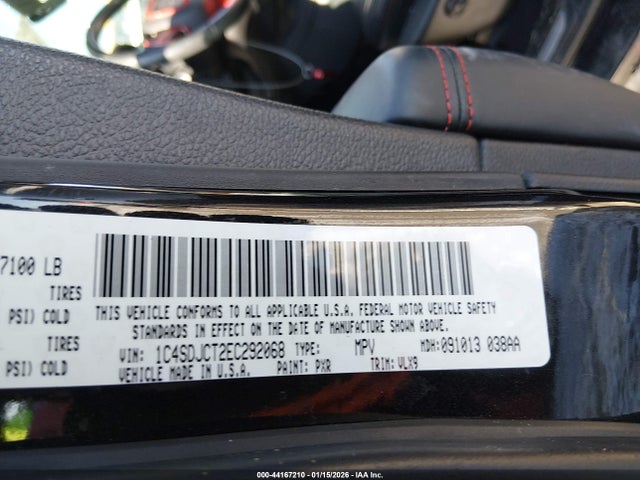 7100 LB
TIRES
PSI) COLD
TIRES
PSI) COLD
THIS VEHICLE CONFORMS TO ALL APPLICABLE U.S.A. FEDERAL MOTOR VEHICLE SAFETY
STANDARDS IN EFFECT ON THE DATE OF MANUFACTURE SHOWN ABOVE.
VIN: 1C4SDJCT2EC292068 TYPE: MPV MDH: 091013 038AA
VEHICLE MADE IN U.S.A. PAINT: PXR TRIM: VLX9
000-44167210 - 01/15/2026 - IAA Inc.